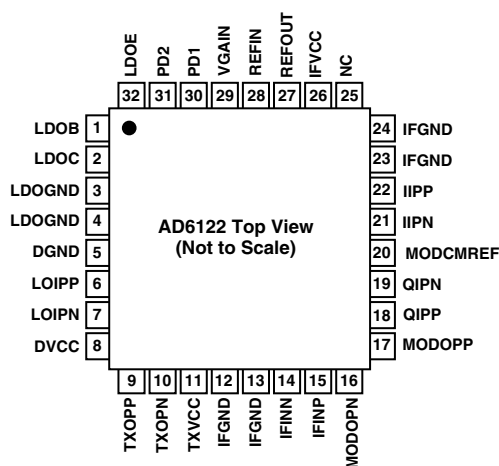 LDOE
PD2
PD1
VGAIN
REFIN
REFOUT
IFVCC
NC
32 31 30 29 28 27 26 25
LDOB 1
LDOC 2
LDOGND 3
LDOGND 4
DGND 5
LOIPP 6
LOIPN 7
DVCC 8
AD6122 Top View
(Not to Scale)
24 IFGND
23 IFGND
22 IIPP
21 IIPN
20 MODCMREF
19 QIPN
18 QIPP
17 MODOPP
9 10 11 12 13 14 15 16
TXOPP
TXOPN
TXVCC
IFGND
IFGND
IFINN
IFINP
MODOPN